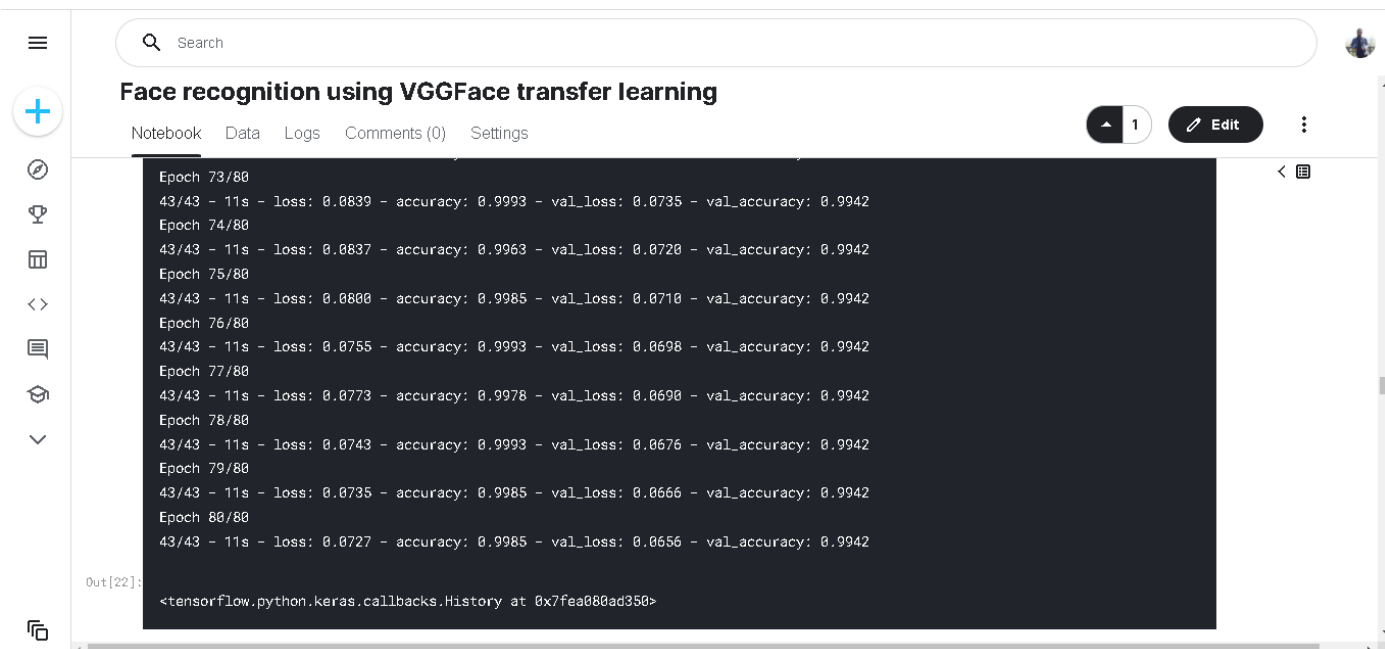 Search
Face recognition using VGGFace transfer learning
Notebook Data Logs Comments (0) Settings
1 Edit
Epoch 73/80
43/43 - 11s - loss: 0.0839 - accuracy: 0.9993 - val_loss: 0.0735 - val_accuracy: 0.9942
Epoch 74/80
43/43 - 11s - loss: 0.0837 - accuracy: 0.9963 - val_loss: 0.0720 - val_accuracy: 0.9942
Epoch 75/80
43/43 - 11s - loss: 0.0800 - accuracy: 0.9985 - val_loss: 0.0710 - val_accuracy: 0.9942
Epoch 76/80
43/43 - 11s - loss: 0.0755 - accuracy: 0.9993 - val_loss: 0.0698 - val_accuracy: 0.9942
Epoch 77/80
43/43 - 11s - loss: 0.0773 - accuracy: 0.9978 - val_loss: 0.0690 - val_accuracy: 0.9942
Epoch 78/80
43/43 - 11s - loss: 0.0743 - accuracy: 0.9993 - val_loss: 0.0676 - val_accuracy: 0.9942
Epoch 79/80
43/43 - 11s - loss: 0.0735 - accuracy: 0.9985 - val_loss: 0.0666 - val_accuracy: 0.9942
Epoch 80/80
43/43 - 11s - loss: 0.0727 - accuracy: 0.9985 - val_loss: 0.0656 - val_accuracy: 0.9942
Out[22]:
<tensorflow.python.keras.callbacks.History at 0x7fea080ad350>